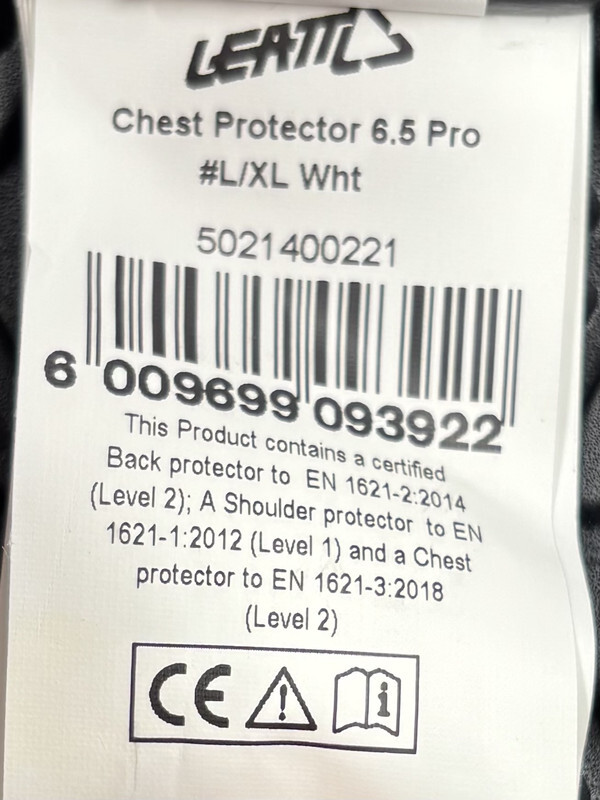 LEATT
Chest Protector 6.5 Pro
#L/XL Wht
5021400221
6 009699 093922
This Product contains a certified
Back protector to EN 1621-2:2014
(Level 2); A Shoulder protector to EN
1621-1:2012 (Level 1) and a Chest
protector to EN 1621-3:2018
(Level 2)
CE ! i